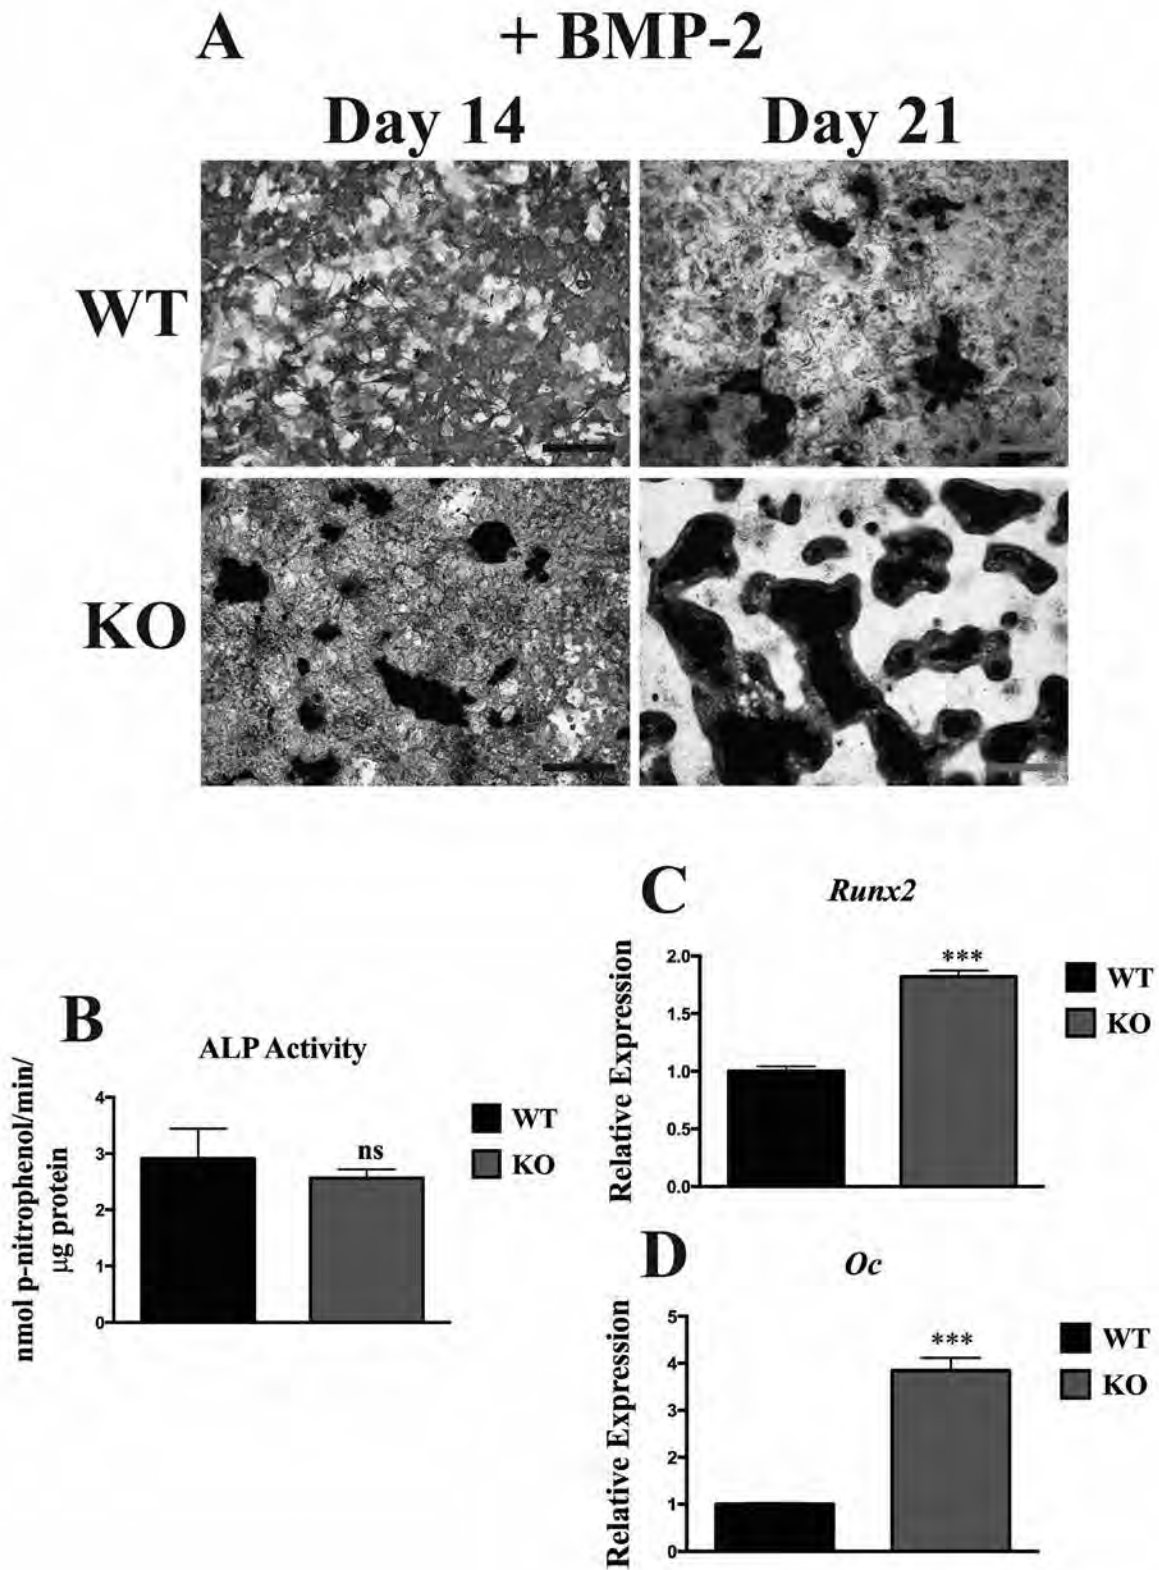 A + BMP-2
Day 14 Day 21
WT
KO
C Runx2
Relative Expression
2.0
1.5
1.0
0.5
0.0
***
WT
KO
B
ALP Activity
nmol p-nitrophenol/min/
μg protein
4
3
2
1
0
ns
WT
KO
D Oc
Relative Expression
5
4
3
2
1
0
***
WT
KO